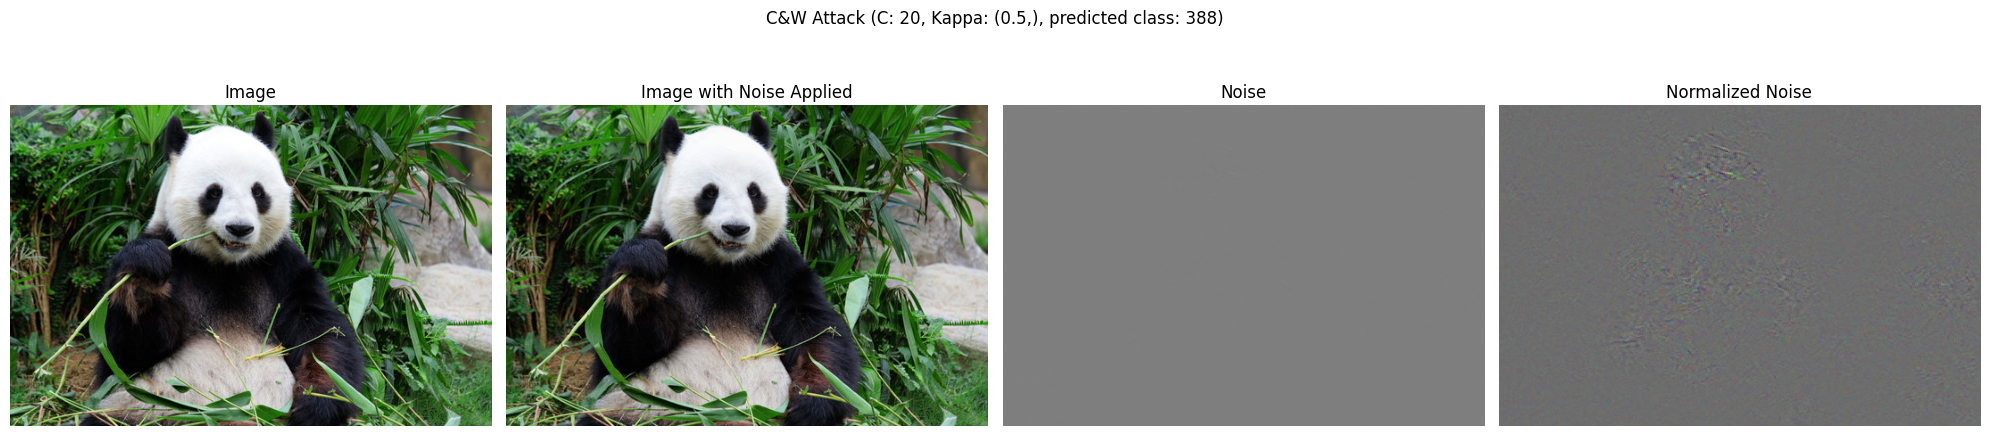 C&W Attack (C: 20, Kappa: (0.5,), predicted class: 388)
Image
Image with Noise Applied
Noise
Normalized Noise